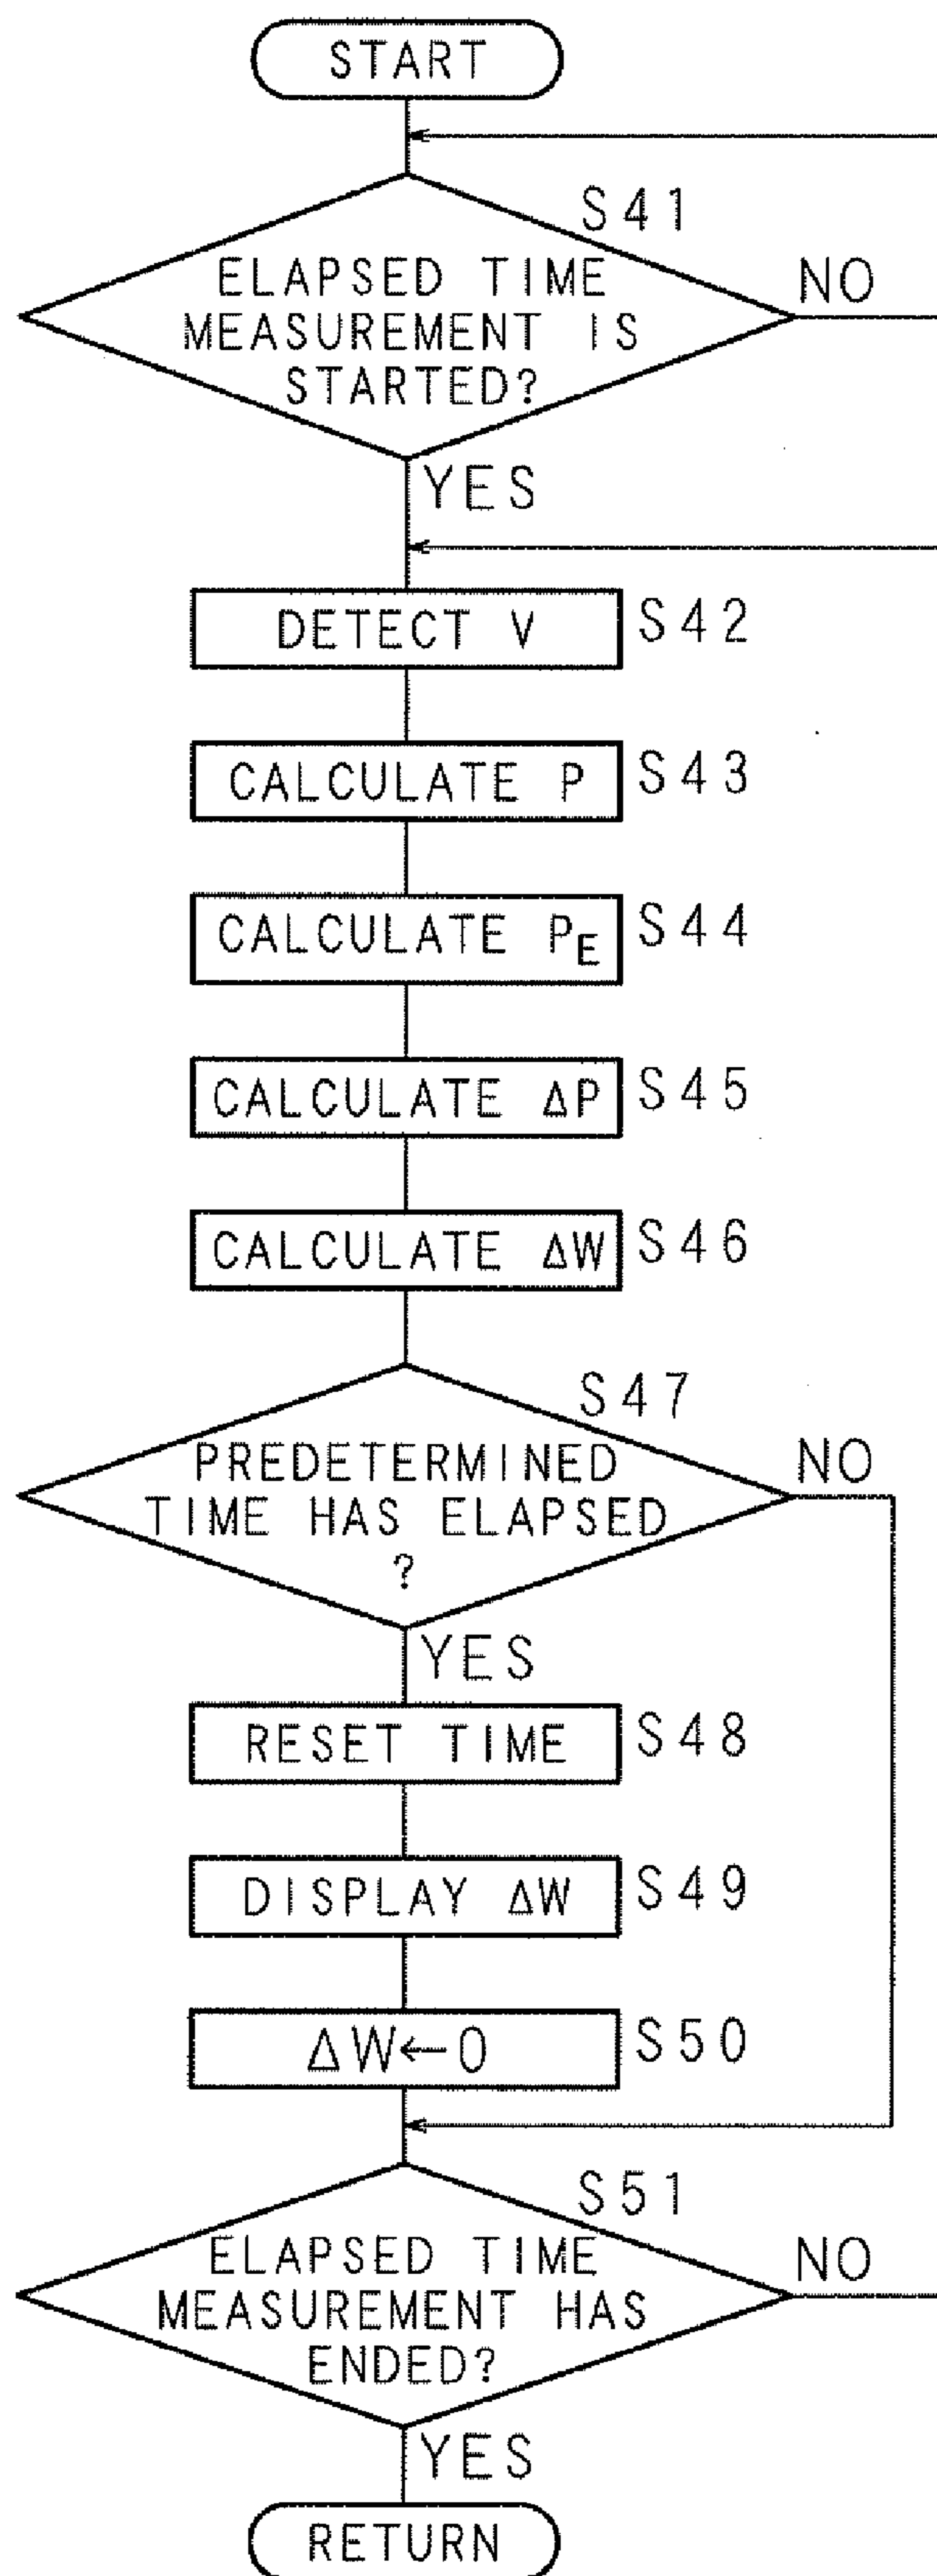 START
S41
ELAPSED TIME
MEASUREMENT IS
STARTED?
NO
YES
DETECT V
S42
CALCULATE P
S43
CALCULATE PE
S44
CALCULATE ΔP
S45
CALCULATE ΔW
S46
S47
PREDETERMINED
TIME HAS ELAPSED
?
NO
YES
RESET TIME
S48
DISPLAY ΔW
S49
ΔW←0
S50
S51
ELAPSED TIME
MEASUREMENT HAS
ENDED?
NO
YES
RETURN